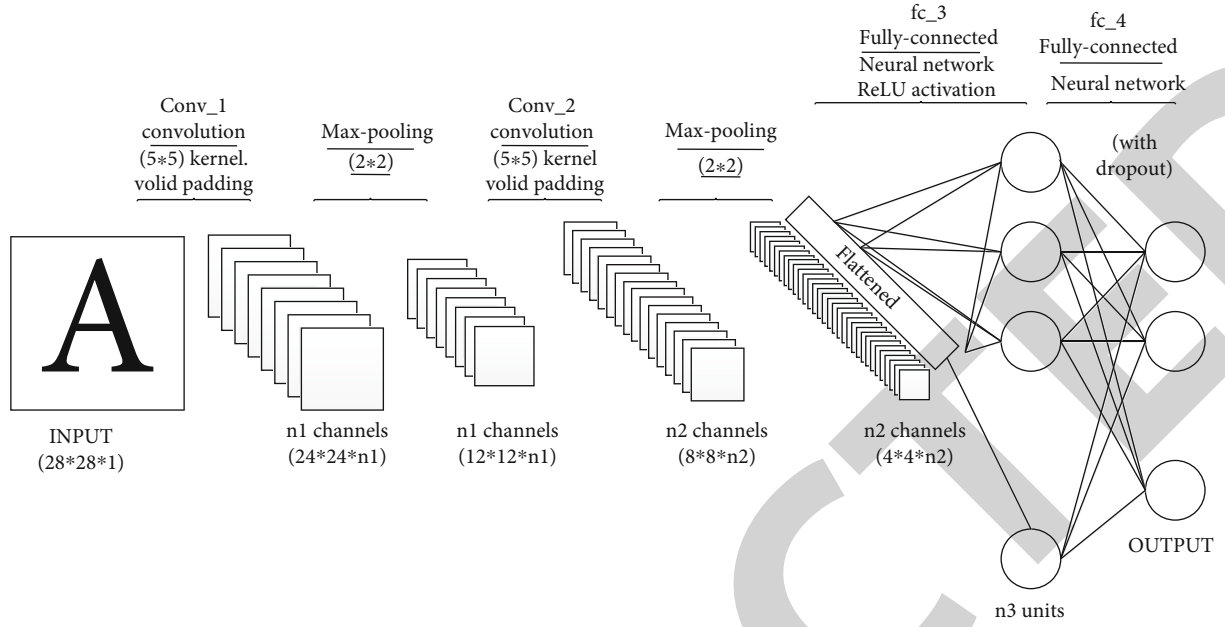 fc_3
Fully-connected
Neural network
ReLU activation
fc_4
Fully-connected
Neural network
(with
dropout)
Conv_1
convolution
(5*5) kernel.
volid padding
Max-pooling
(2*2)
Conv_2
convolution
(5*5) kernel
volid padding
Max-pooling
(2*2)
A
Flattened
INPUT
(28*28*1)
n1 channels
(24*24*n1)
n1 channels
(12*12*n1)
n2 channels
(8*8*n2)
n2 channels
(4*4*n2)
OUTPUT
n3 units
CTED